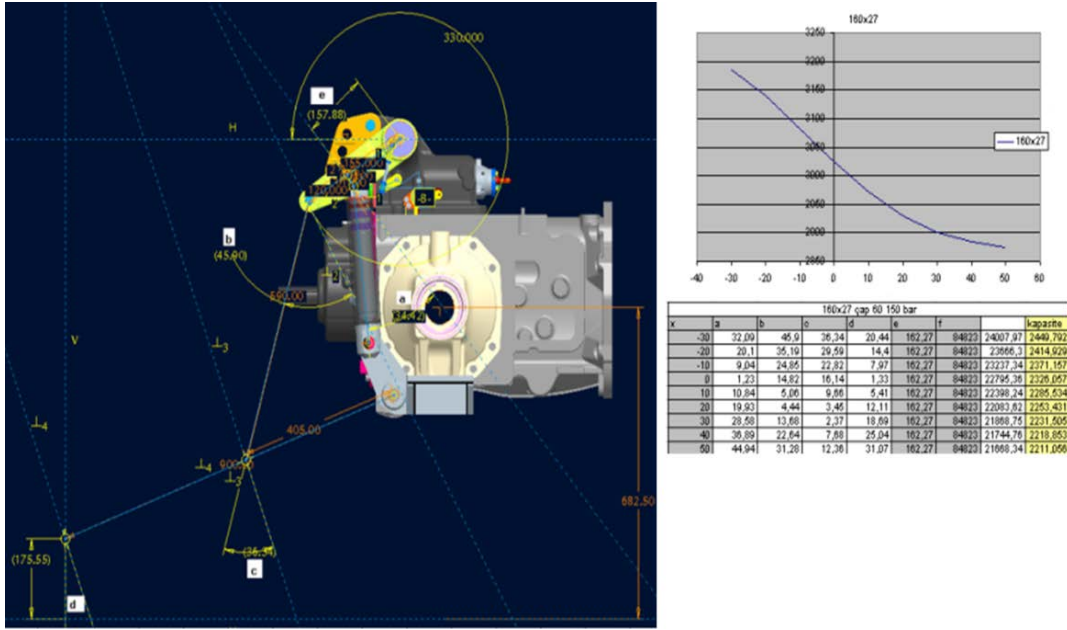 330.000
e
(157.88)
H
155.000
120.000
-8-
b
(45.90)
590.00
a
(34.42)
V
⊥3
⊥4
405.00
⊥4
⊥3
682.50
(175.55)
(36.34)
c
d
160x27
3250
3200
3150
3100
3050
-40 -30 -20 -10 0 10 20 30 40 50 60
160x27
160x27 çap 60 150 bar
x a b c d e f kapasite
-30 32,09 45,9 36,34 20,44 162,27 84823 24007,97 2449,792
-20 20,1 35,19 29,59 14,4 162,27 84823 23666,3 2414,929
-10 9,04 24,85 22,82 7,97 162,27 84823 23237,34 2371,157
0 1,23 14,82 16,14 1,33 162,27 84823 22795,36 2326,057
10 10,84 5,06 9,66 5,41 162,27 84823 22398,24 2285,534
20 19,93 4,44 3,45 12,11 162,27 84823 22083,62 2253,431
30 28,58 13,68 2,37 18,69 162,27 84823 21868,75 2231,505
40 36,89 22,64 7,68 25,04 162,27 84823 21744,76 2218,853
50 44,94 31,28 12,36 31,07 162,27 84823 21668,34 2211,056